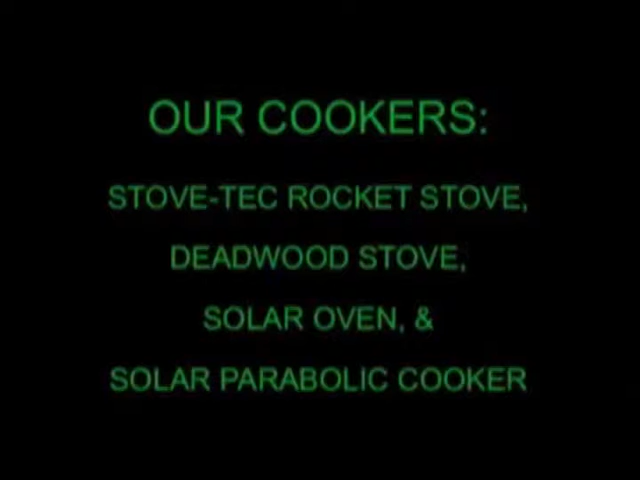 OUR COOKERS:
STOVE-TEC ROCKET STOVE,
DEADWOOD STOVE,
SOLAR OVEN, &
SOLAR PARABOLIC COOKER